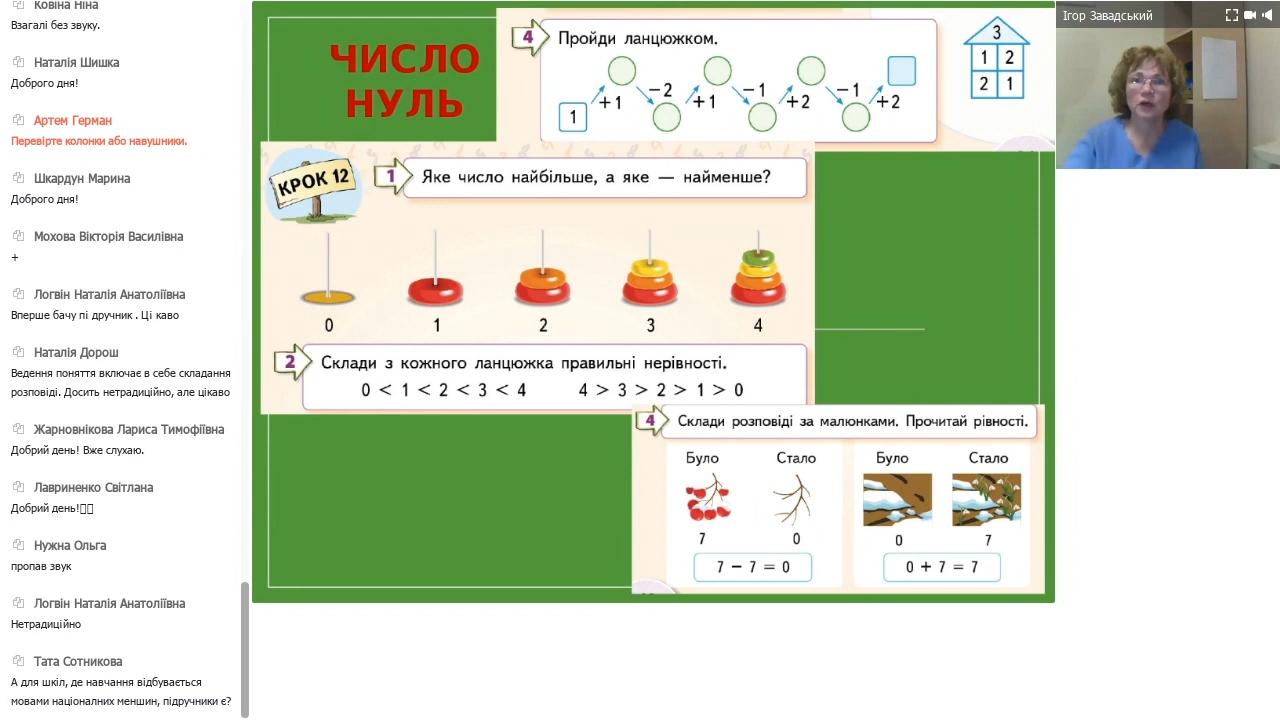 Ковіна Ніна
Взагалі без звуку.
Наталія Шишка
Доброго дня!
Артем Герман
Перевірте колонки або навушники.
Шкардун Марина
Доброго дня!
Мохова Вікторія Василівна
+
Логвін Наталія Анатоліївна
Вперше бачу пі дручник . Ці каво
Наталія Дорош
Ведення поняття включає в себе складання
розповіді. Досить нетрадиційно, але цікаво
Жарновнікова Лариса Тимофіївна
Добрий день! Вже слухаю.
Лавриненко Світлана
Добрий день!
Нужна Ольга
пропав звук
Логвін Наталія Анатоліївна
Нетрадиційно
Тата Сотникова
А для шкіл, де навчання відбувається
мовами націоналних меншин, підручники є?
ЧИСЛО
НУЛЬ
4 Пройди ланцюжком.
1 +1 −2 +1 −1 +2 −1 +2
3
1 2
2 1
КРОК 12
1 Яке число найбільше, а яке — найменше?
0 1 2 3 4
2 Склади з кожного ланцюжка правильні нерівності.
0 < 1 < 2 < 3 < 4 4 > 3 > 2 > 1 > 0
4 Склади розповіді за малюнками. Прочитай рівності.
Було Стало Було Стало
7 0 0 7
7 − 7 = 0 0 + 7 = 7
Ігор Завадський